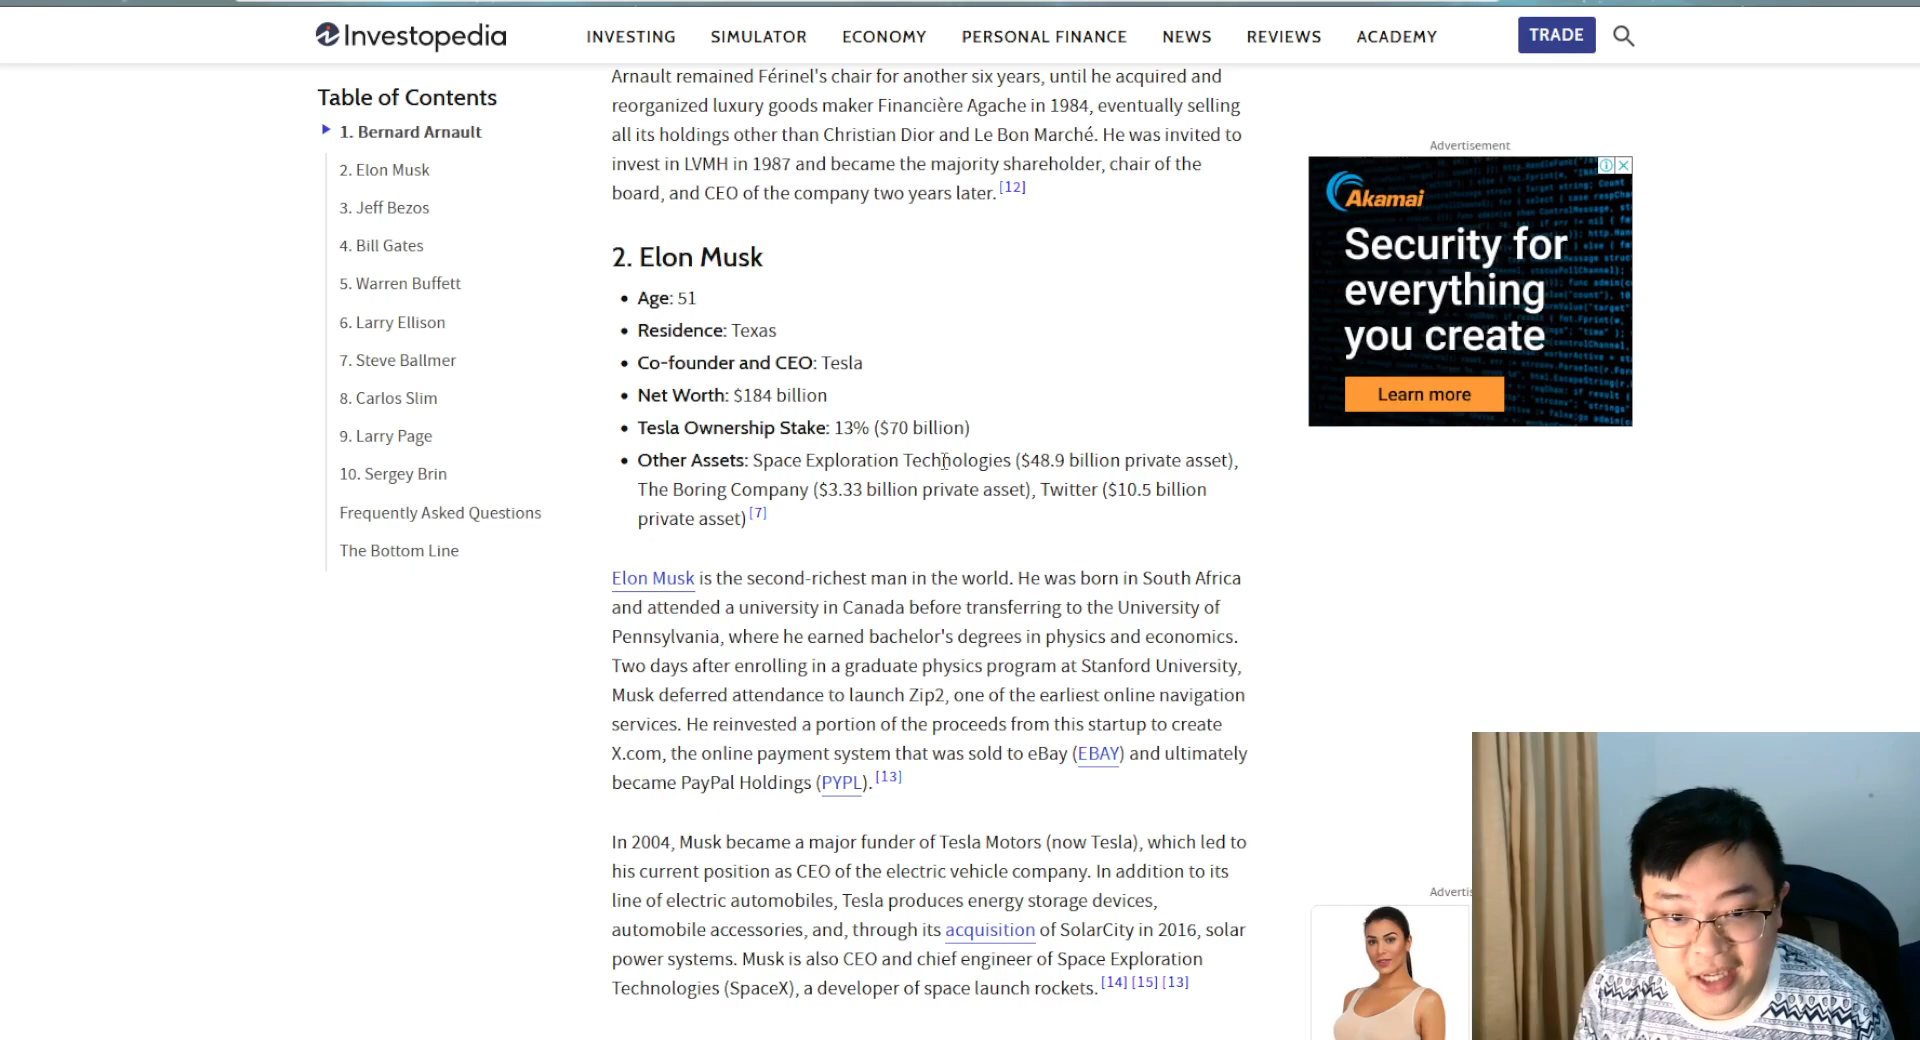 Investopedia
INVESTING SIMULATOR ECONOMY PERSONAL FINANCE NEWS REVIEWS ACADEMY TRADE
Table of Contents
1. Bernard Arnault
2. Elon Musk
3. Jeff Bezos
4. Bill Gates
5. Warren Buffett
6. Larry Ellison
7. Steve Ballmer
8. Carlos Slim
9. Larry Page
10. Sergey Brin
Frequently Asked Questions
The Bottom Line
Arnault remained Férinel's chair for another six years, until he acquired and
reorganized luxury goods maker Financière Agache in 1984, eventually selling
all its holdings other than Christian Dior and Le Bon Marché. He was invited to
invest in LVMH in 1987 and became the majority shareholder, chair of the
board, and CEO of the company two years later. [12]
2. Elon Musk
• Age: 51
• Residence: Texas
• Co-founder and CEO: Tesla
• Net Worth: $184 billion
• Tesla Ownership Stake: 13% ($70 billion)
• Other Assets: Space Exploration Technologies ($48.9 billion private asset),
The Boring Company ($3.33 billion private asset), Twitter ($10.5 billion
private asset) [7]
Elon Musk is the second-richest man in the world. He was born in South Africa
and attended a university in Canada before transferring to the University of
Pennsylvania, where he earned bachelor's degrees in physics and economics.
Two days after enrolling in a graduate physics program at Stanford University,
Musk deferred attendance to launch Zip2, one of the earliest online navigation
services. He reinvested a portion of the proceeds from this startup to create
X.com, the online payment system that was sold to eBay (EBAY) and ultimately
became PayPal Holdings (PYPL). [13]
In 2004, Musk became a major funder of Tesla Motors (now Tesla), which led to
his current position as CEO of the electric vehicle company. In addition to its
line of electric automobiles, Tesla produces energy storage devices,
automobile accessories, and, through its acquisition of SolarCity in 2016, solar
power systems. Musk is also CEO and chief engineer of Space Exploration
Technologies (SpaceX), a developer of space launch rockets. [14] [15] [13]
Advertisement
Akamai
Security for
everything
you create
Learn more
Advertis